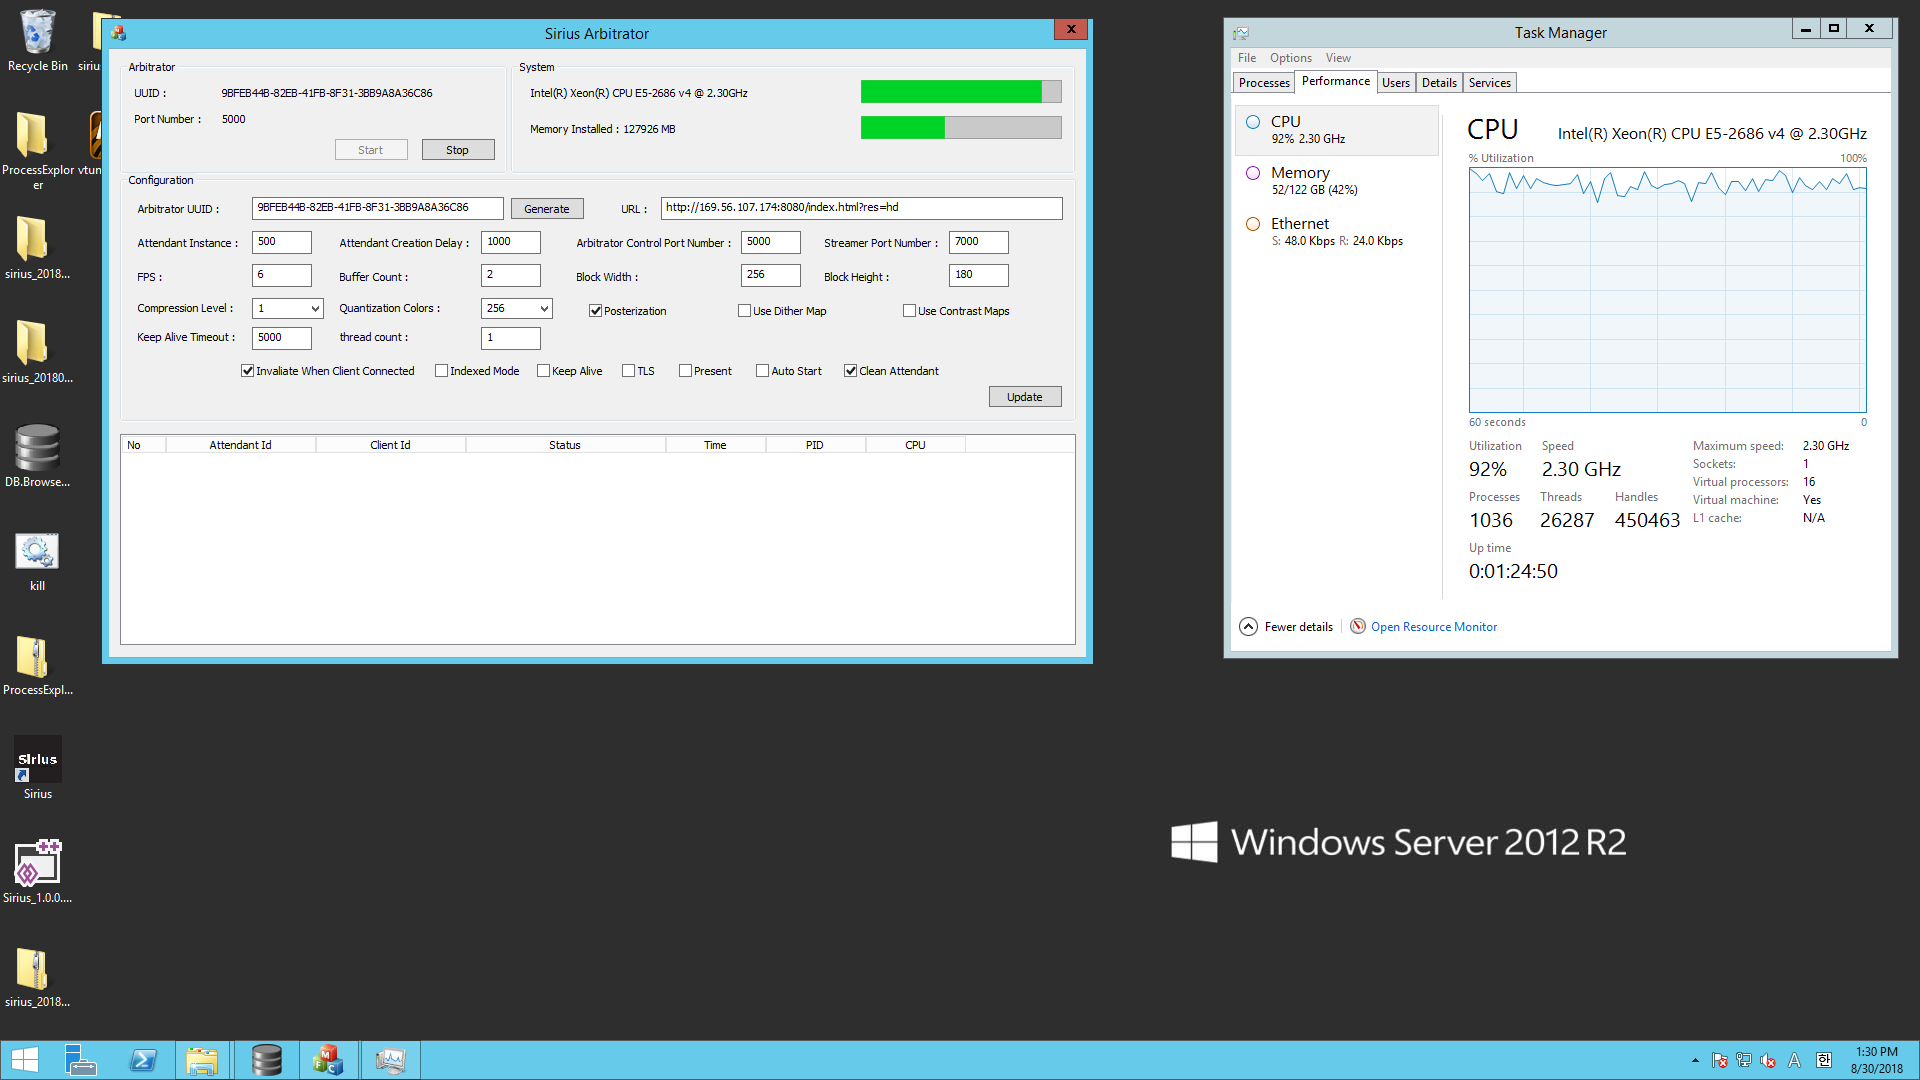 Recycle Bin
siriu
ProcessExplor
er
vtun
sirius_2018...
sirius_20180...
DB.Browse...
kill
ProcessExpl...
Sirius
Sirius
Sirius_1.0.0....
sirius_2018...
Sirius Arbitrator
Arbitrator
UUID :
9BFEB44B-82EB-41FB-8F31-3BB9A8A36C86
Port Number :
5000
Start
Stop
System
Intel(R) Xeon(R) CPU E5-2686 v4 @ 2.30GHz
Memory Installed : 127926 MB
Configuration
Arbitrator UUID :
9BFEB44B-82EB-41FB-8F31-3BB9A8A36C86
Generate
URL :
http://169.56.107.174:8080/index.html?res=hd
Attendant Instance :
500
Attendant Creation Delay :
1000
Arbitrator Control Port Number :
5000
Streamer Port Number :
7000
FPS :
6
Buffer Count :
2
Block Width :
256
Block Height :
180
Compression Level :
1
Quantization Colors :
256
Posterization
Use Dither Map
Use Contrast Maps
Keep Alive Timeout :
5000
thread count :
1
Invaliate When Client Connected
Indexed Mode
Keep Alive
TLS
Present
Auto Start
Clean Attendant
Update
No
Attendant Id
Client Id
Status
Time
PID
CPU
Task Manager
File
Options
View
Processes
Performance
Users
Details
Services
CPU
92% 2.30 GHz
Memory
52/122 GB (42%)
Ethernet
S: 48.0 Kbps R: 24.0 Kbps
CPU
Intel(R) Xeon(R) CPU E5-2686 v4 @ 2.30GHz
% Utilization
100%
60 seconds
0
Utilization
92%
Speed
2.30 GHz
Processes
1036
Threads
26287
Handles
450463
Up time
0:01:24:50
Maximum speed: 2.30 GHz
Sockets: 1
Virtual processors: 16
Virtual machine: Yes
L1 cache: N/A
Fewer details
Open Resource Monitor
Windows Server 2012 R2
M
F
C
A
한
1:30 PM
8/30/2018